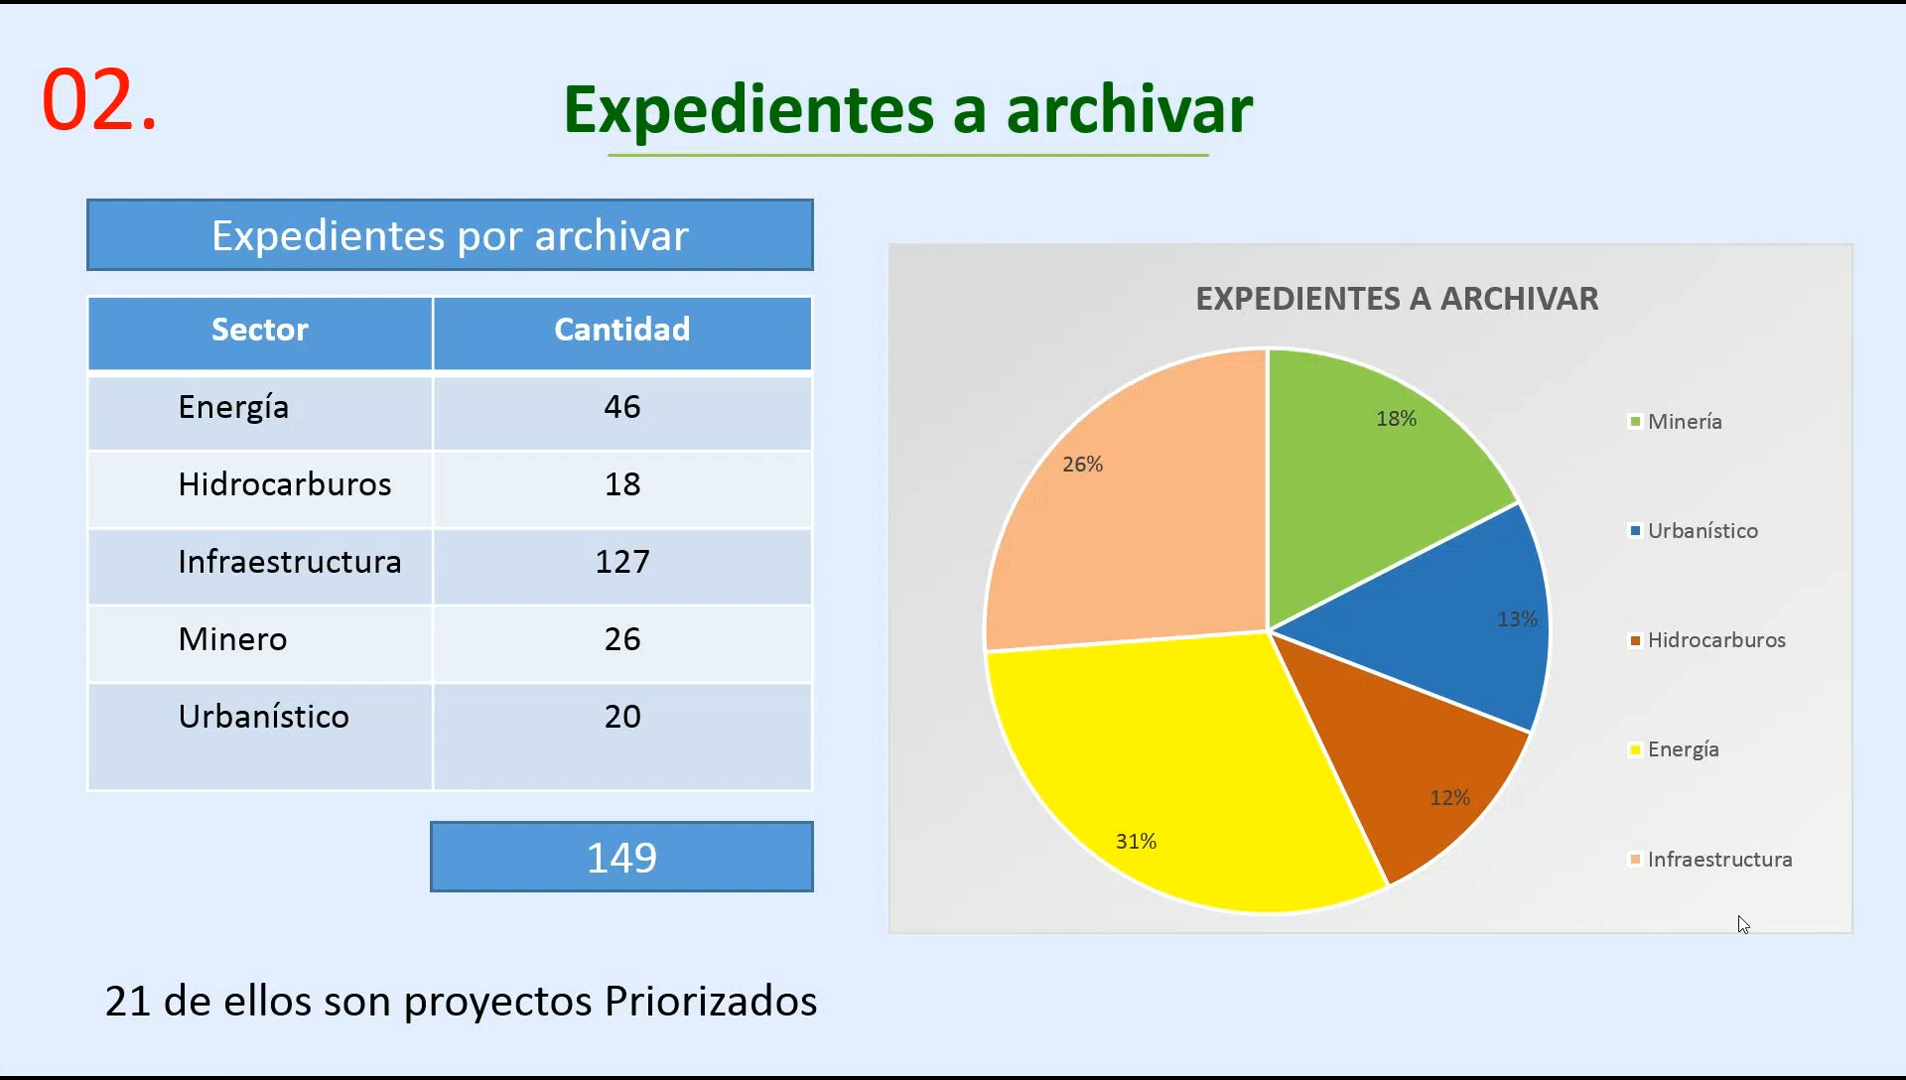 02.
Expedientes a archivar
Expedientes por archivar
Sector Cantidad
Energía 46
Hidrocarburos 18
Infraestructura 127
Minero 26
Urbanístico 20
149
21 de ellos son proyectos Priorizados
EXPEDIENTES A ARCHIVAR
18%
13%
12%
31%
26%
Minería
Urbanístico
Hidrocarburos
Energía
Infraestructura